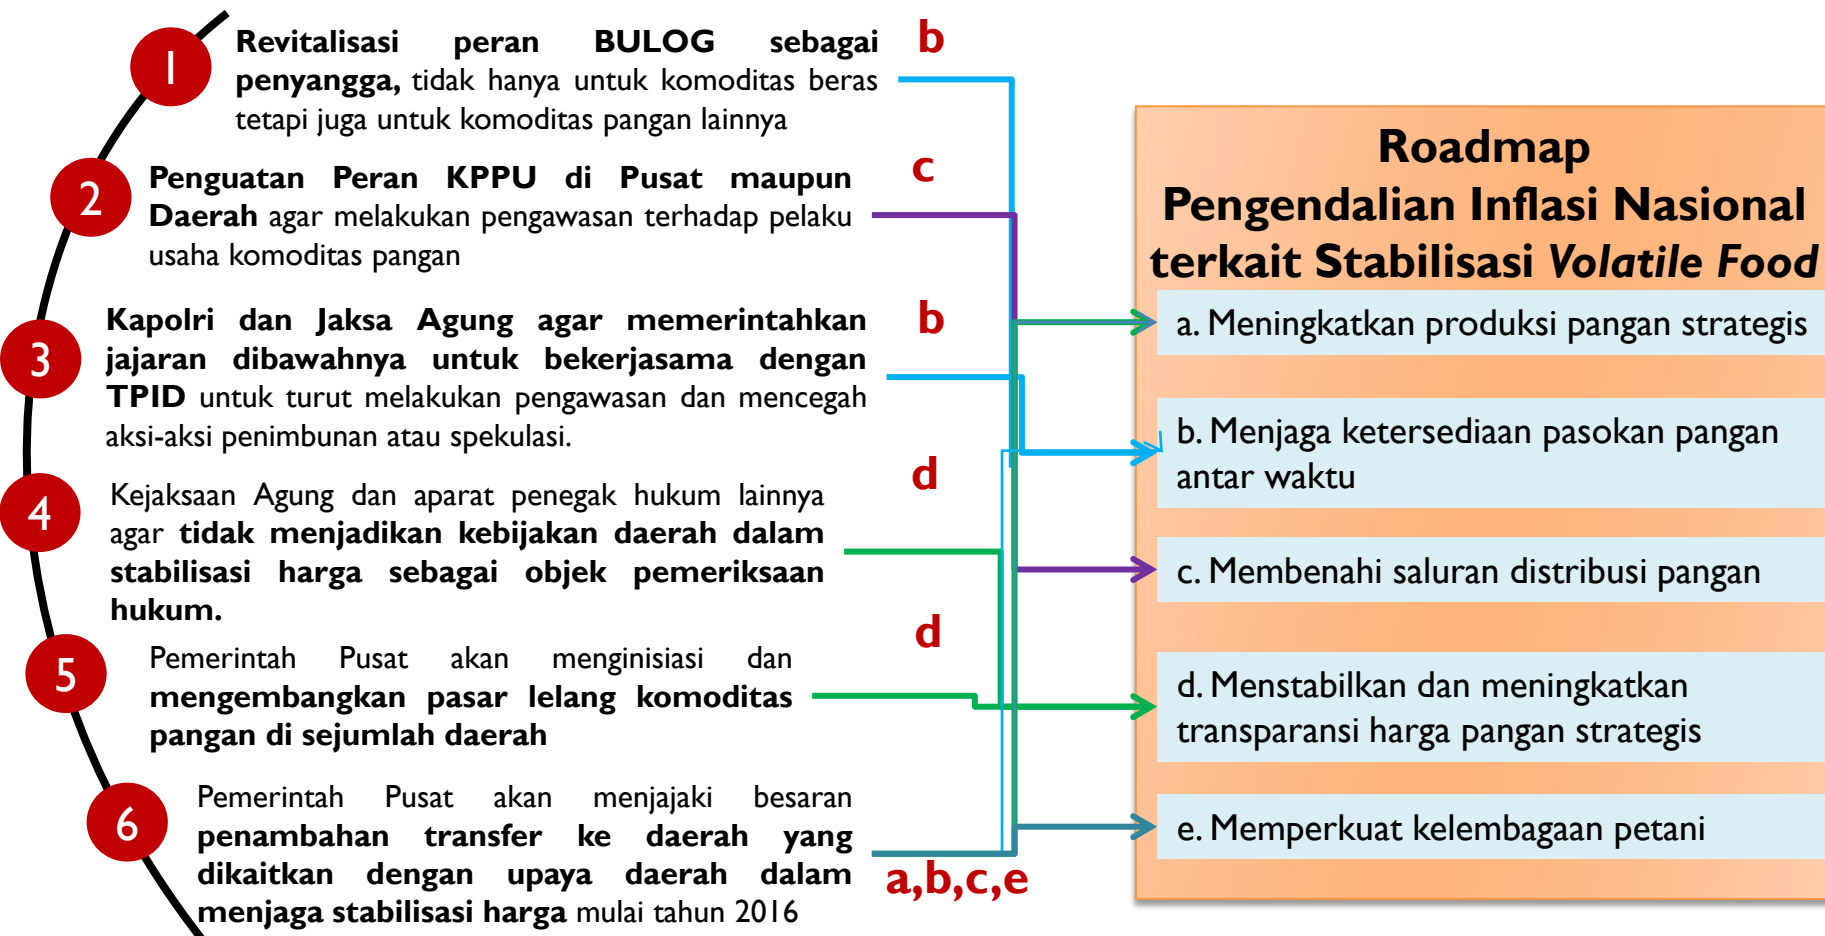 1
Revitalisasi peran BULOG sebagai
penyangga, tidak hanya untuk komoditas beras
tetapi juga untuk komoditas pangan lainnya
b
2
Penguatan Peran KPPU di Pusat maupun
Daerah agar melakukan pengawasan terhadap pelaku
usaha komoditas pangan
c
3
Kapolri dan Jaksa Agung agar memerintahkan
jajaran dibawahnya untuk bekerjasama dengan
TPID untuk turut melakukan pengawasan dan mencegah
aksi-aksi penimbunan atau spekulasi.
b
4
Kejaksaan Agung dan aparat penegak hukum lainnya
agar tidak menjadikan kebijakan daerah dalam
stabilisasi harga sebagai objek pemeriksaan
hukum.
d
5
Pemerintah Pusat akan menginisiasi dan
mengembangkan pasar lelang komoditas
pangan di sejumlah daerah
d
6
Pemerintah Pusat akan menjajaki besaran
penambahan transfer ke daerah yang
dikaitkan dengan upaya daerah dalam
menjaga stabilisasi harga mulai tahun 2016
a,b,c,e
Roadmap
Pengendalian Inflasi Nasional
terkait Stabilisasi Volatile Food
a. Meningkatkan produksi pangan strategis
b. Menjaga ketersediaan pasokan pangan
antar waktu
c. Membenahi saluran distribusi pangan
d. Menstabilkan dan meningkatkan
transparansi harga pangan strategis
e. Memperkuat kelembagaan petani